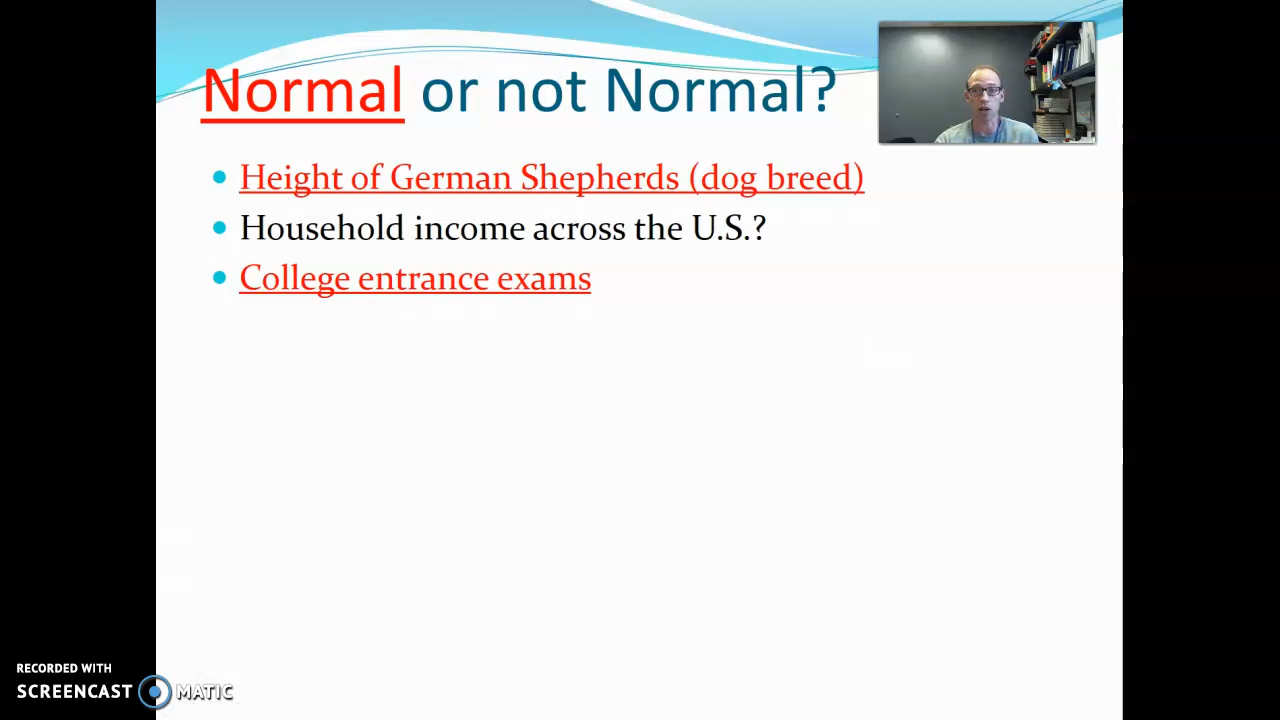 Normal or not Normal?
Height of German Shepherds (dog breed)
Household income across the U.S.?
College entrance exams
RECORDED WITH
SCREENCAST MATIC